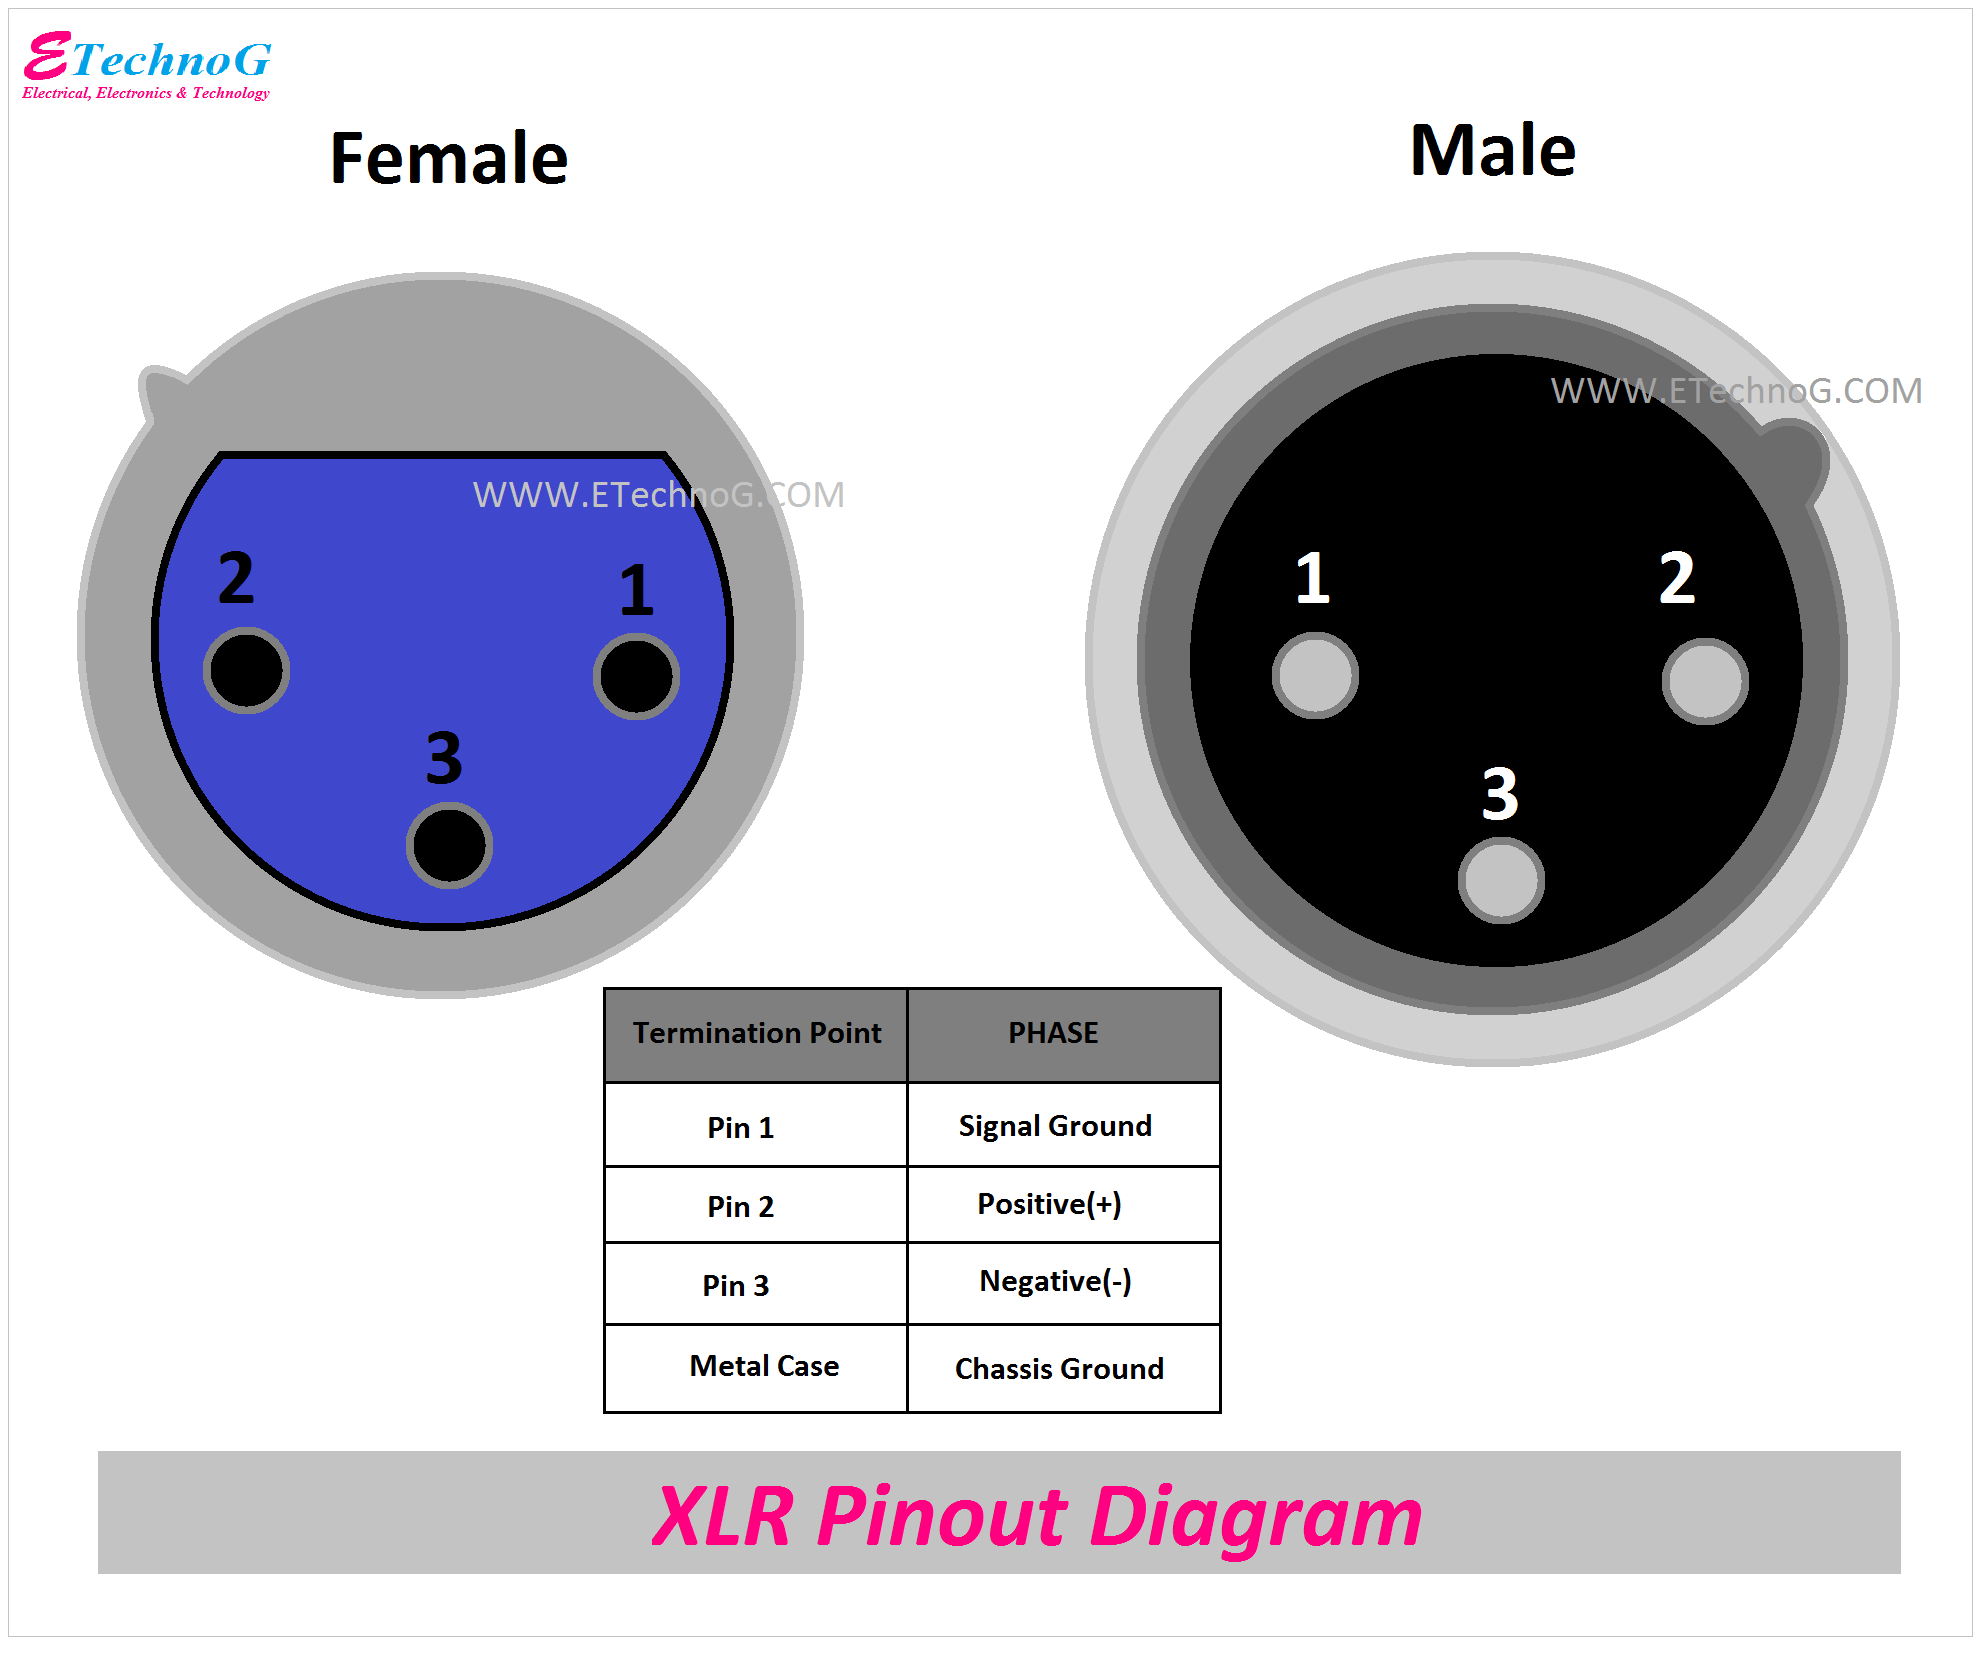 ETechnoG
Electrical, Electronics & Technology
Female
Male
WWW.ETechnoG.COM
WWW.ETechnoG.COM
2
1
3
1
2
3
Termination Point PHASE
Pin 1 Signal Ground
Pin 2 Positive(+)
Pin 3 Negative(-)
Metal Case Chassis Ground
XLR Pinout Diagram